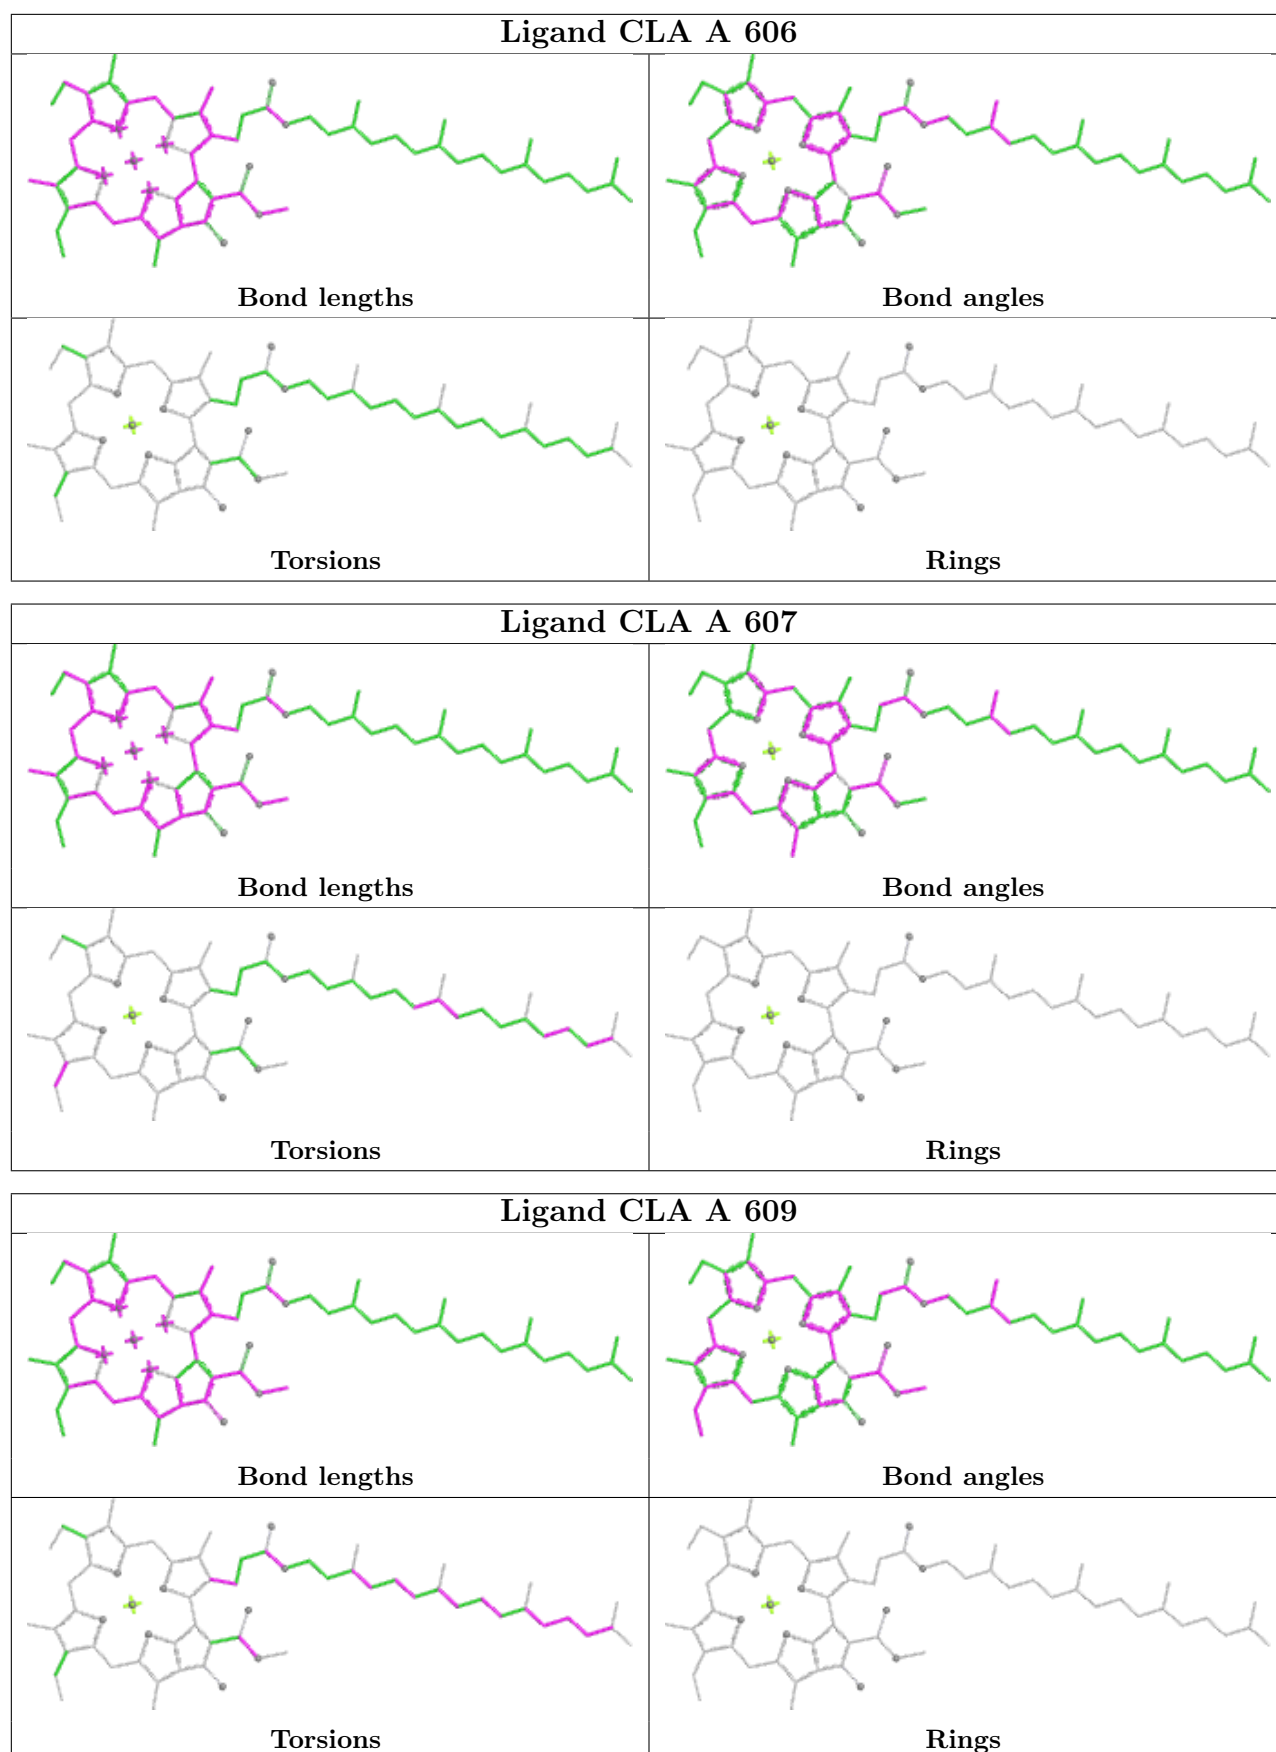 Ligand CLA A 606
Bond lengths
Bond angles
Torsions
Rings
Ligand CLA A 607
Bond lengths
Bond angles
Torsions
Rings
Ligand CLA A 609
Bond lengths
Bond angles
Torsions
Rings